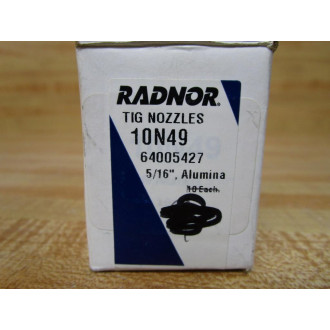 RADNOR®
TIG NOZZLES
10N49
64005427
5/16", Alumina
10 Each